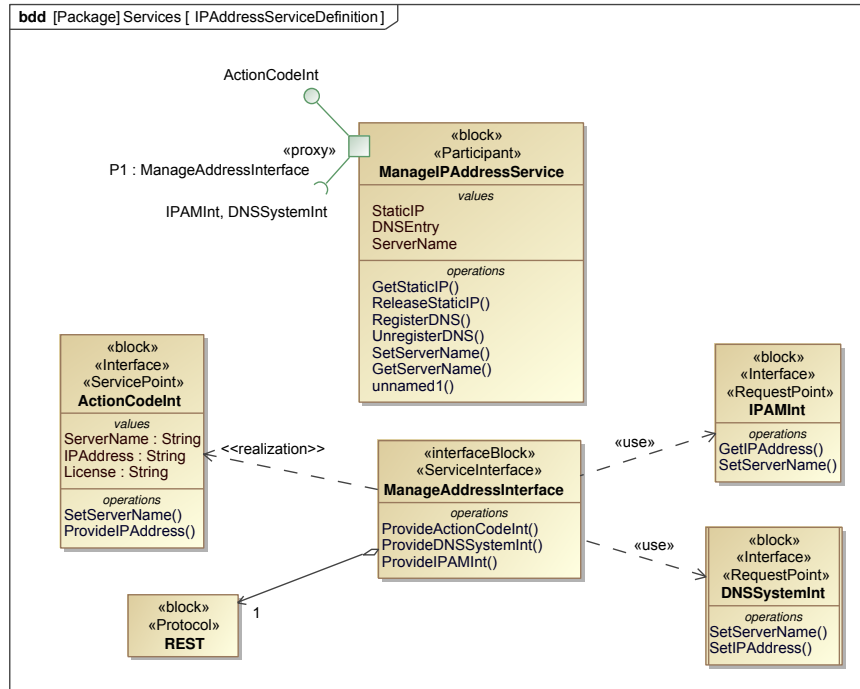 bdd [Package] Services [ IPAddressServiceDefinition ]
ActionCodeInt
«proxy»
P1 : ManageAddressInterface
IPAMInt, DNSSystemInt
«block»
«Participant»
ManageIPAddressService
values
StaticIP
DNSEntry
ServerName
operations
GetStaticIP()
ReleaseStaticIP()
RegisterDNS()
UnregisterDNS()
SetServerName()
GetServerName()
unnamed1()
«block»
«Interface»
«ServicePoint»
ActionCodeInt
values
ServerName : String
IPAddress : String
License : String
operations
SetServerName()
ProvideIPAddress()
<<realization>>
«interfaceBlock»
«ServiceInterface»
ManageAddressInterface
operations
ProvideActionCodeInt()
ProvideDNSSystemInt()
ProvideIPAMInt()
«use»
«block»
«Interface»
«RequestPoint»
IPAMInt
operations
GetIPAddress()
SetServerName()
«use»
«block»
«Interface»
«RequestPoint»
DNSSystemInt
operations
SetServerName()
SetIPAddress()
«block»
«Protocol»
REST
1